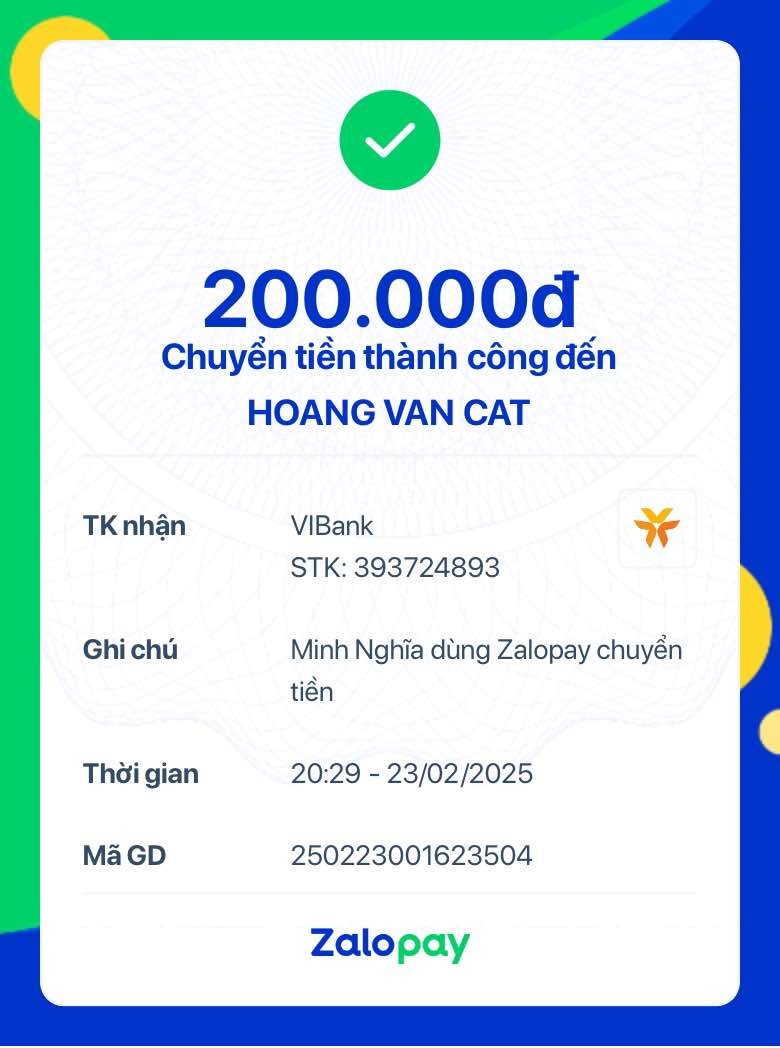 200.000đ
Chuyển tiền thành công đến
HOANG VAN CAT
TK nhận
VIBank
STK: 393724893
Ghi chú
Minh Nghĩa dùng Zalopay chuyển
tiền
Thời gian
20:29 - 23/02/2025
Mã GD
250223001623504
Zalopay